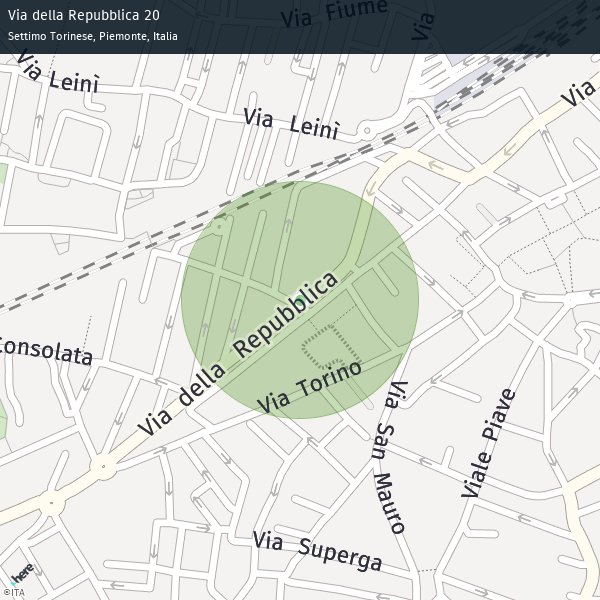 Via della Repubblica 20
Settimo Torinese, Piemonte, Italia
Via Fiume
Via
Via Leinì
Via Leinì
Via
Via della Repubblica
Consolata
Via Torino
Via San Mauro
Viale Piave
Via Superga
here
©ITA